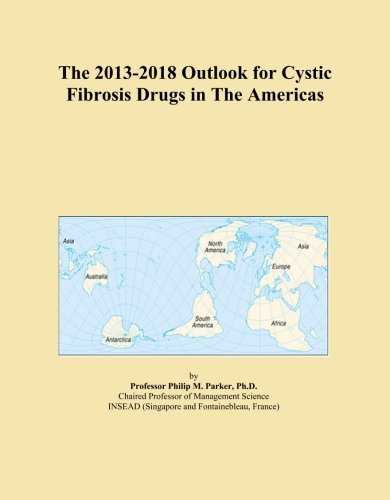 The 2013-2018 Outlook for Cystic
Fibrosis Drugs in The Americas
Asia
North
America
Asia
Europe
Australia
South
America
Africa
Antarctica
by
Professor Philip M. Parker, Ph.D.
Chaired Professor of Management Science
INSEAD (Singapore and Fontainebleau, France)